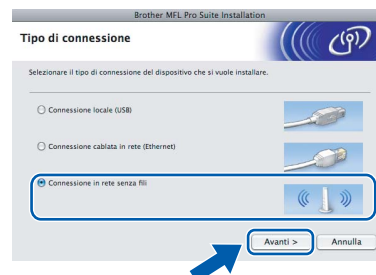 Brother MFL Pro Suite Installation
Tipo di connessione
Selezionare il tipo di connessione del dispositivo che si vuole installare.
Connessione locale (USB)
Connessione cablata in rete (Ethernet)
Connessione in rete senza fili
Avanti >
Annulla